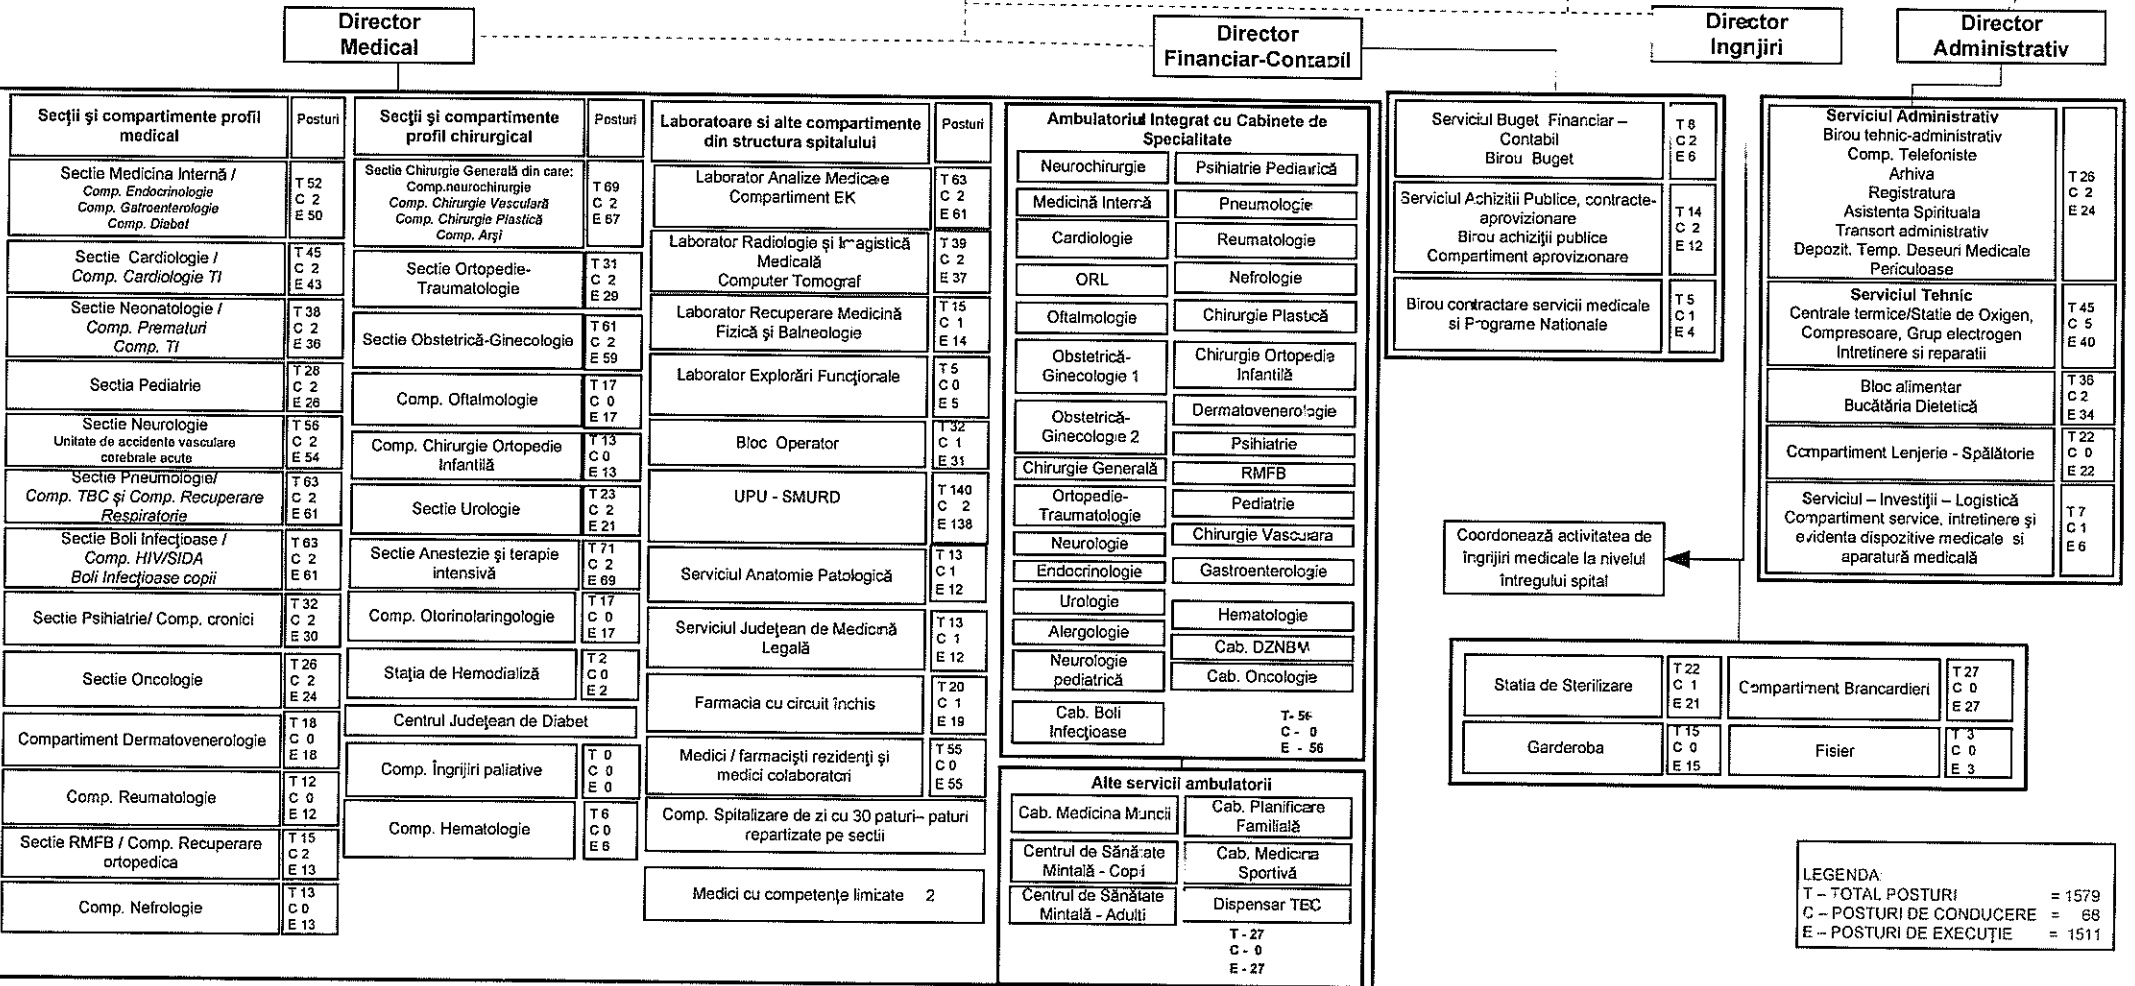 Director
Medical
Director
Financiar-Contabil
Director
Ingrijiri
Director
Administrativ
Secţii şi compartimente profil
medical
Posturi
Sectie Medicina Internă /
Comp. Endocrinologie
Comp. Gatroenterologie
Comp. Diabet
T 52
C 2
E 50
Sectie Cardiologie /
Comp. Cardiologie TI
T 45
C 2
E 43
Sectie Neonatologie /
Comp. Prematuri
Comp. TI
T 38
C 2
E 36
Sectia Pediatrie
T 28
C 2
E 26
Sectie Neurologie
Unitate de accidente vasculare
cerebrale acute
T 56
C 2
E 54
Sectie Pneumologie/
Comp. TBC şi Comp. Recuperare
Respiratorie
T 63
C 2
E 61
Sectie Boli Infecţioase /
Comp. HIV/SIDA
Boli Infecţioase copii
T 63
C 2
E 61
Sectie Psihiatrie/ Comp. cronici
T 32
C 2
E 30
Sectie Oncologie
T 26
C 2
E 24
Compartiment Dermatovenerologie
T 18
C 0
E 18
Comp. Reumatologie
T 12
C 0
E 12
Sectie RMFB / Comp. Recuperare
ortopedica
T 15
C 2
E 13
Comp. Nefrologie
T 13
C 0
E 13
Secţii şi compartimente
profil chirurgical
Posturi
Sectie Chirurgie Generală din care:
Comp.neurochirurgie
Comp. Chirurgie Vasculară
Comp. Chirurgie Plastică
Comp. Arşi
T 69
C 2
E 67
Sectie Ortopedie-
Traumatologie
T 31
C 2
E 29
Sectie Obstetrică-Ginecologie
T 61
C 2
E 59
Comp. Oftalmologie
T 17
C 0
E 17
Comp. Chirurgie Ortopedie
Infantilă
T 13
C 0
E 13
Sectie Urologie
T 23
C 2
E 21
Sectie Anestezie şi terapie
intensivă
T 71
C 2
E 69
Comp. Otorinolaringologie
T 17
C 0
E 17
Staţia de Hemodializă
T 2
C 0
E 2
Centrul Judeţean de Diabet
Comp. Îngrijiri paliative
T 0
C 0
E 0
Comp. Hematologie
T 6
C 0
E 6
Laboratoare si alte compartimente
din structura spitalului
Posturi
Laborator Analize Medicale
Compartiment EK
T 63
C 2
E 61
Laborator Radiologie şi Imagistică
Medicală
Computer Tomograf
T 39
C 2
E 37
Laborator Recuperare Medicină
Fizică şi Balneologie
T 15
C 1
E 14
Laborator Explorări Funcţionale
T 5
C 0
E 5
Bloc Operator
T 32
C 1
E 31
UPU - SMURD
T 140
C 2
E 138
Serviciul Anatomie Patologică
T 13
C 1
E 12
Serviciul Judeţean de Medicină
Legală
T 13
C 1
E 12
Farmacia cu circuit închis
T 20
C 1
E 19
Medici / farmacişti rezidenţi şi
medici colaboratori
T 55
C 0
E 55
Comp. Spitalizare de zi cu 30 paturi– paturi
repartizate pe sectii
Medici cu competenţe limitate 2
Ambulatoriul Integrat cu Cabinete de
Specialitate
Neurochirurgie
Medicină Internă
Cardiologie
ORL
Oftalmologie
Obstetrică-
Ginecologie 1
Obstetrică-
Ginecologie 2
Chirurgie Generală
Ortopedie-
Traumatologie
Neurologie
Endocrinologie
Urologie
Alergologie
Neurologie
pediatrică
Cab. Boli
Infecţioase
Psihiatrie Pediatrică
Pneumologie
Reumatologie
Nefrologie
Chirurgie Plastică
Chirurgie Ortopedie
Infantilă
Dermatovenerologie
Psihiatrie
RMFB
Pediatrie
Chirurgie Vasculara
Gastroenterologie
Hematologie
Cab. DZNBM
Cab. Oncologie
T- 56
C - 0
E - 56
Alte servicii ambulatorii
Cab. Medicina Muncii
Cab. Planificare
Familială
Centrul de Sănătate
Mintală - Copii
Cab. Medicina
Sportivă
Centrul de Sănătate
Mintală - Adulti
Dispensar TBC
T - 27
C - 0
E - 27
Serviciul Buget Financiar –
Contabil
Birou Buget
T 8
C 2
E 6
Serviciul Achizitii Publice, contracte-
aprovizionare
Birou achiziţii publice
Compartiment aprovizionare
T 14
C 2
E 12
Birou contractare servicii medicale
si Programe Nationale
T 5
C 1
E 4
Serviciul Administrativ
Birou tehnic-administrativ
Comp. Telefoniste
Arhiva
Registratura
Asistenta Spirituala
Transort administrativ
Depozit. Temp. Deseuri Medicale
Periculoase
T 26
C 2
E 24
Serviciul Tehnic
Centrale termice/Statie de Oxigen,
Compresoare, Grup electrogen
Intretinere si reparatii
T 45
C 5
E 40
Bloc alimentar
Bucătăria Dietetică
T 36
C 2
E 34
Compartiment Lenjerie - Spălătorie
T 22
C 0
E 22
Serviciul – Investiţii – Logistică
Compartiment service, intretinere şi
evidenta dispozitive medicale si
aparatură medicală
T 7
C 1
E 6
Coordonează activitatea de
îngrijiri medicale la nivelul
întregului spital
Statia de Sterilizare
T 22
C 1
E 21
Compartiment Brancardieri
T 27
C 0
E 27
Garderoba
T 15
C 0
E 15
Fisier
T 3
C 0
E 3
LEGENDA:
T – TOTAL POSTURI = 1579
C – POSTURI DE CONDUCERE = 68
E – POSTURI DE EXECUŢIE = 1511